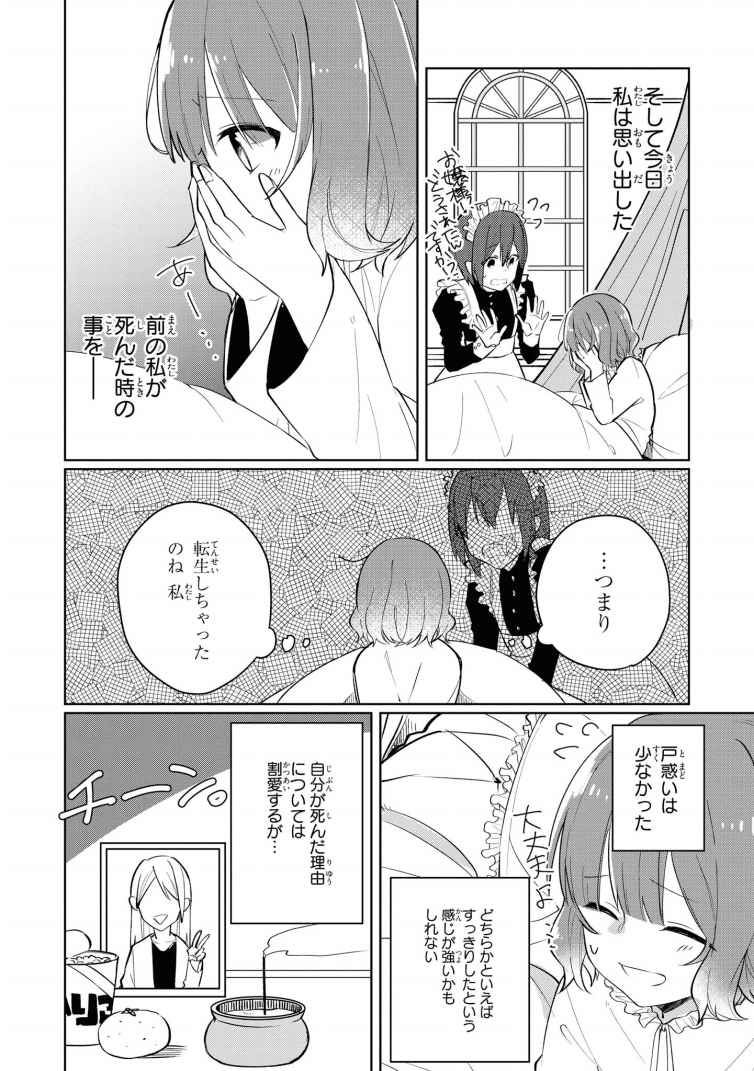 そして今日
私は思い出した
お嬢様!!
どうされたん
ですか!?
あ〜
前の私が
死んだ時の
事を――
…つまり
転生しちゃった
のね 私
戸惑いは
少なかった
大丈夫よ
どちらかといえば
すっきりしたという
感じが強いかも
しれない
自分が死んだ理由
については
割愛するが…
チーン。